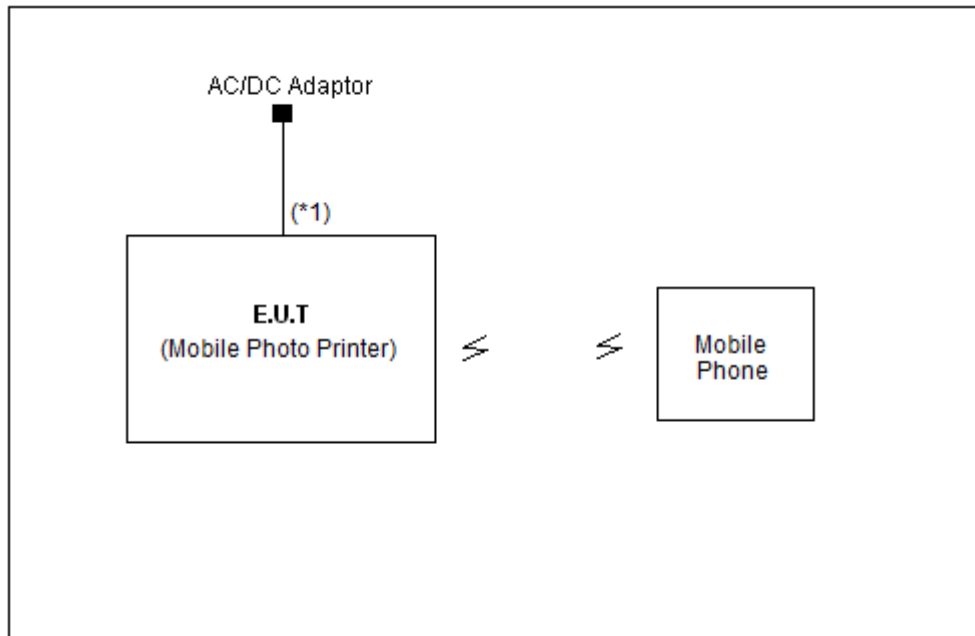 AC/DC Adaptor
(*1)
E.U.T
(Mobile Photo Printer)
Mobile
Phone